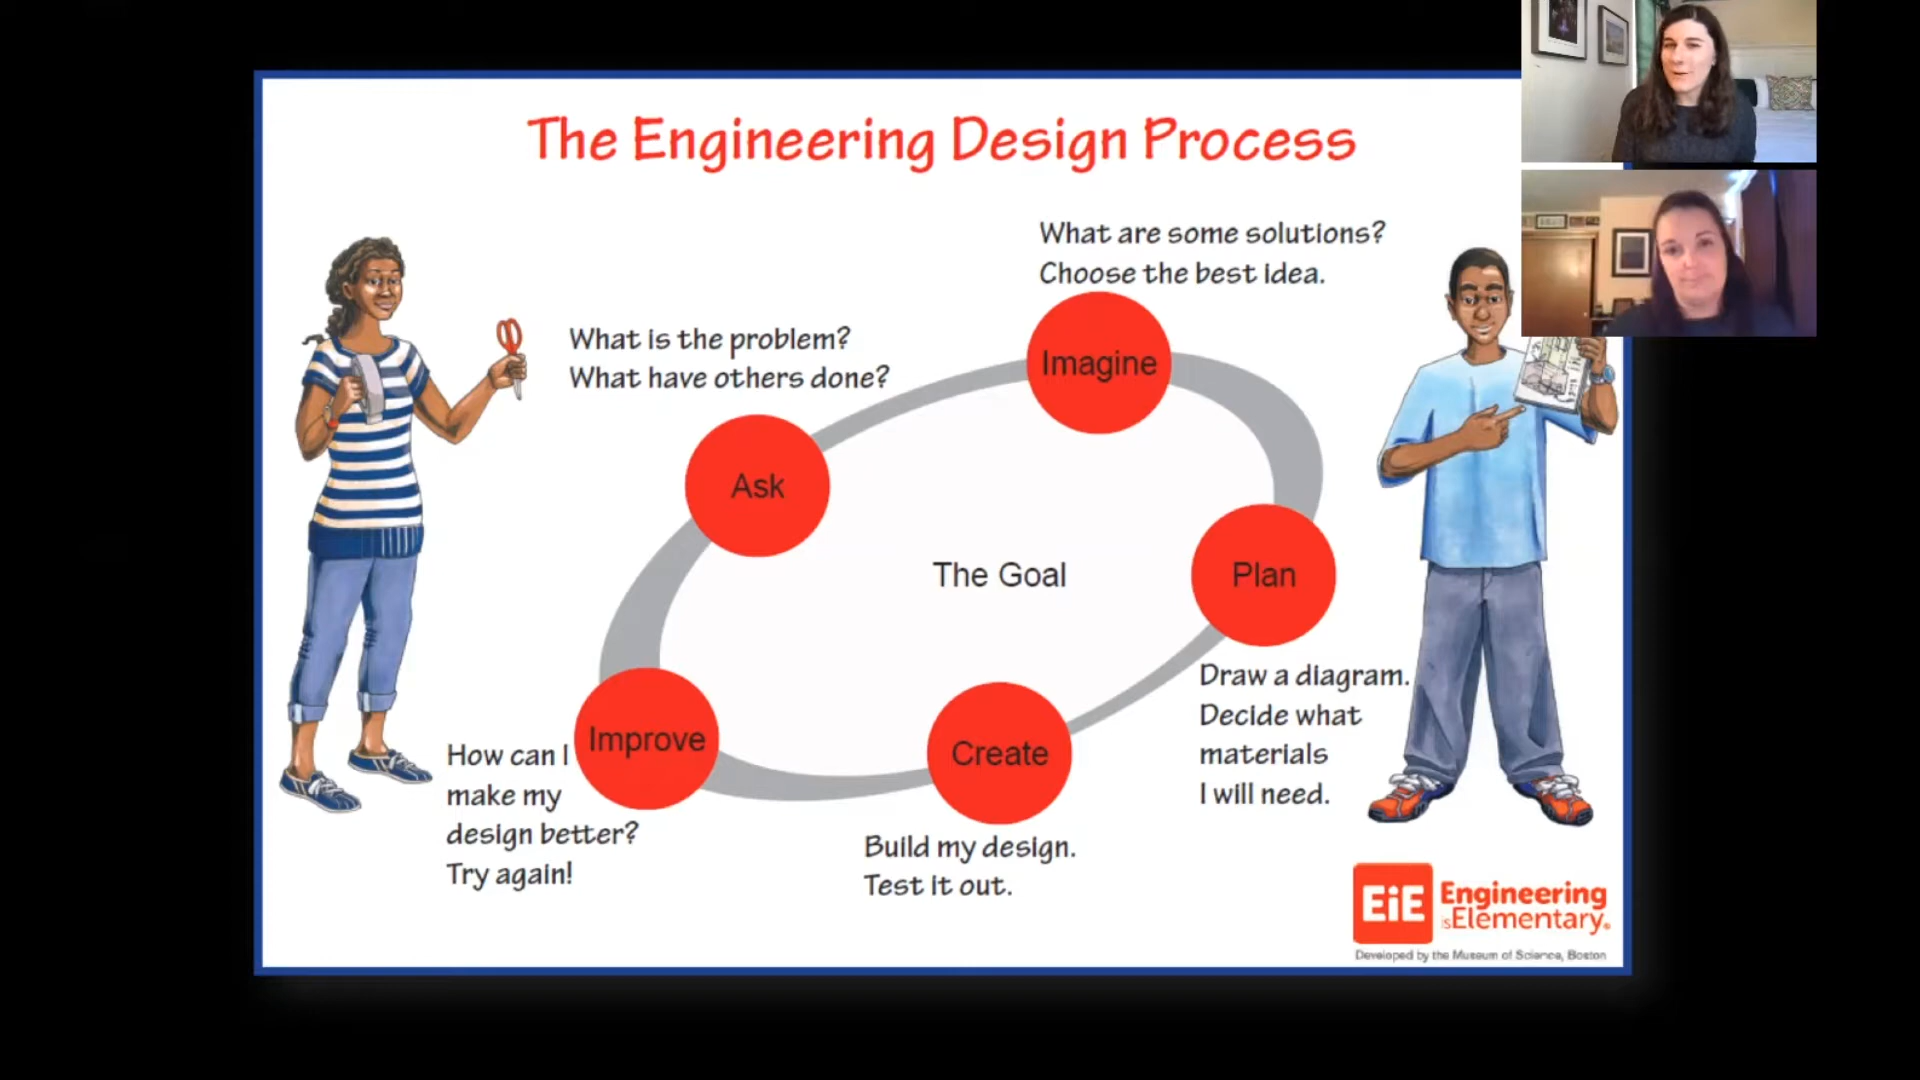 The Engineering Design Process
What are some solutions?
Choose the best idea.
Imagine
What is the problem?
What have others done?
Ask
The Goal
Plan
Draw a diagram.
Decide what
materials
I will need.
Create
Build my design.
Test it out.
Improve
How can I
make my
design better?
Try again!
EiE
Engineering
isElementary®
Developed by the Museum of Science, Boston